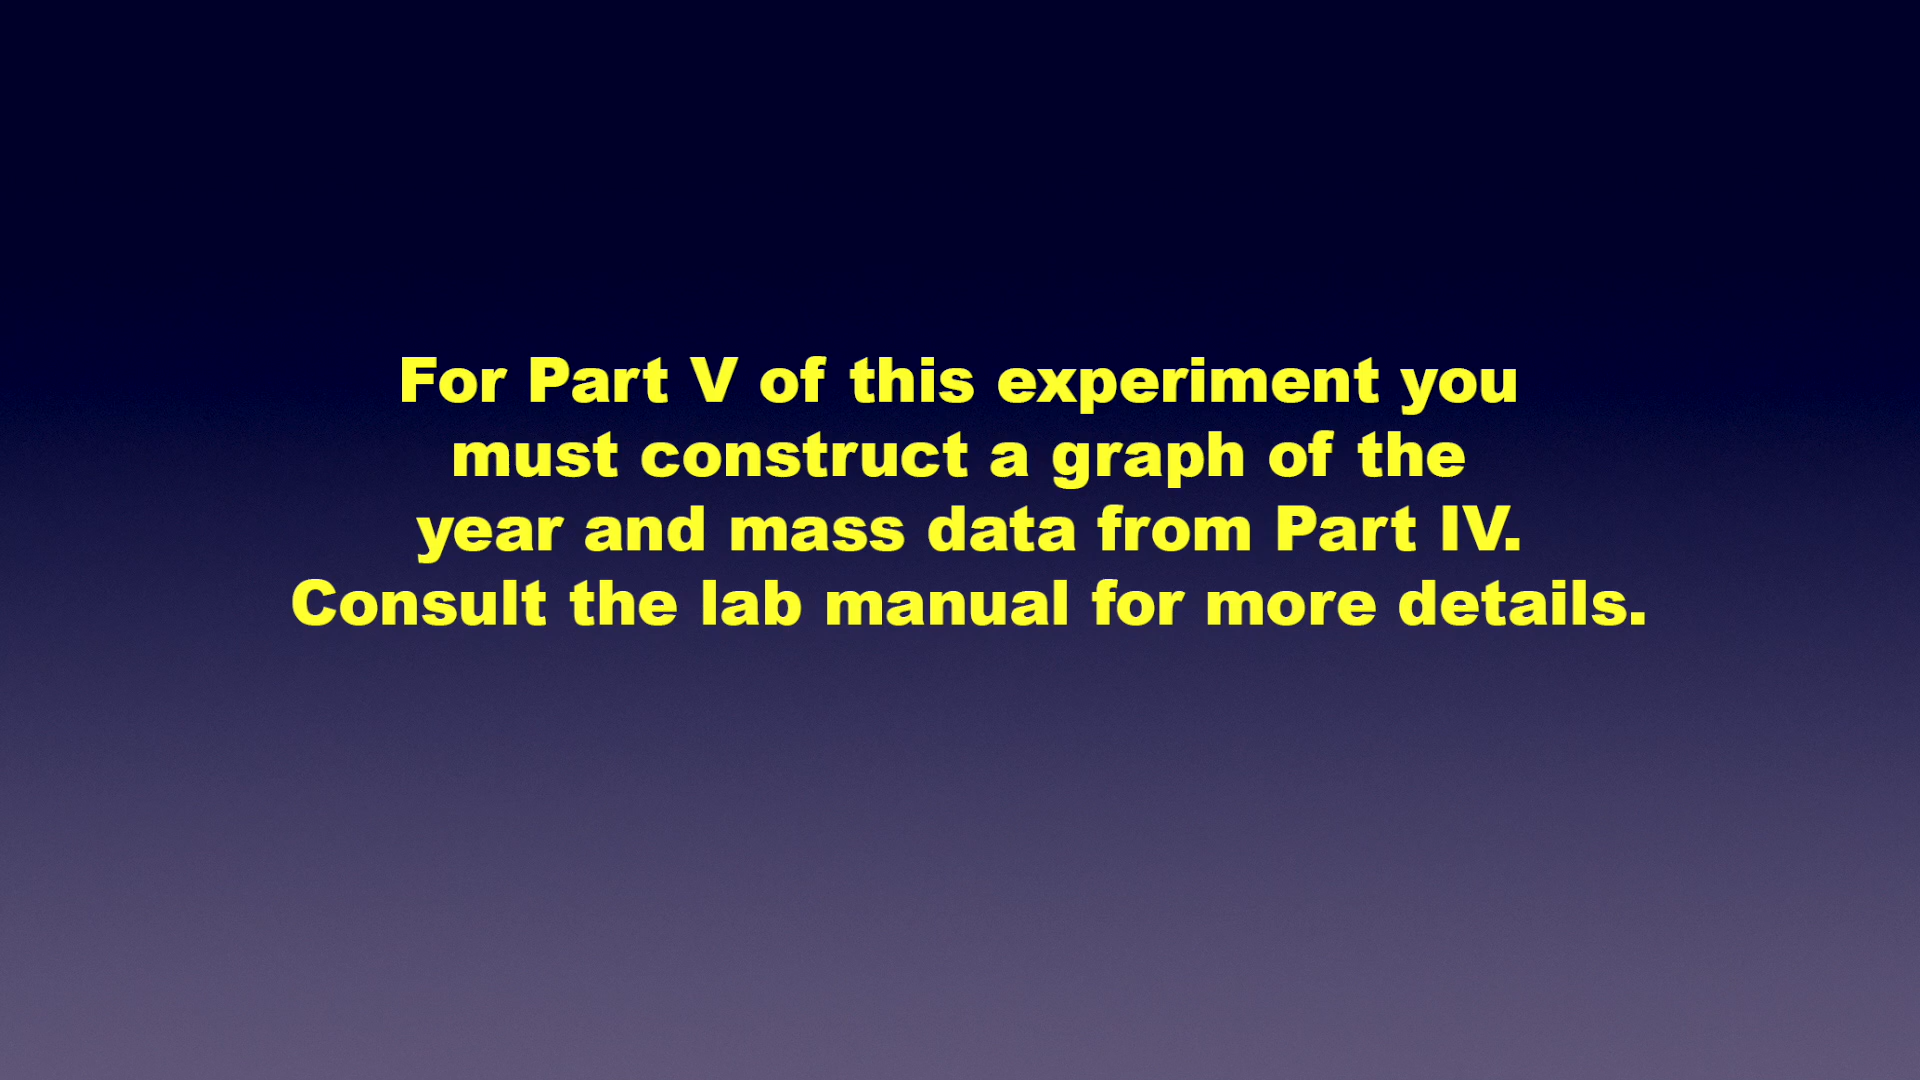 For Part V of this experiment you
must construct a graph of the
year and mass data from Part IV.
Consult the lab manual for more details.